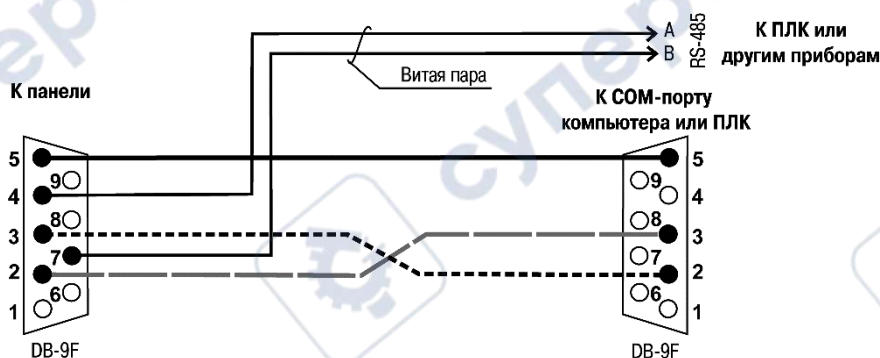 А
В
RS-485
К ПЛК или
другим приборам
Витая пара
К панели
К COM-порту
компьютера или ПЛК
5
9
4
8
3
7
2
6
1
DB-9F
5
9
4
8
3
7
2
6
1
DB-9F
супер